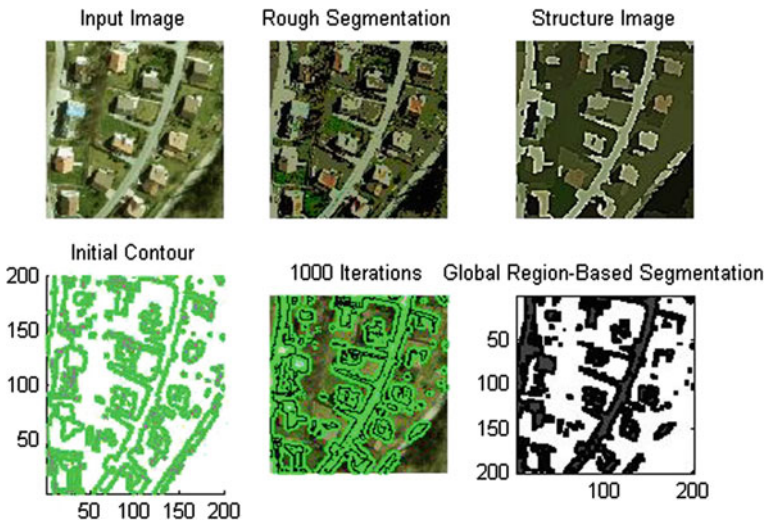 Input Image
Rough Segmentation
Structure Image
Initial Contour
1000 Iterations
Global Region-Based Segmentation
200
150
100
50
50 100 150 200
50
100
150
200
100 200